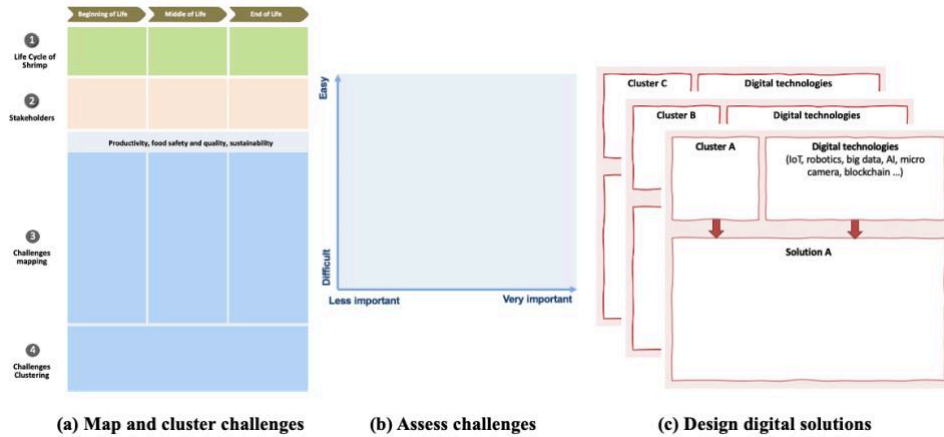 Beginning of Life
Middle of Life
End of Life
1
Life Cycle of
Shrimp
2
Stakeholders
Productivity, food safety and quality, sustainability
3
Challenges
mapping
4
Challenges
Clustering
(a) Map and cluster challenges
Easy
Difficult
Less important
Very important
(b) Assess challenges
Cluster C
Digital technologies
Cluster B
Digital technologies
Cluster A
Digital technologies
(IoT, robotics, big data, AI, micro
camera, blockchain ...)
Solution A
(c) Design digital solutions